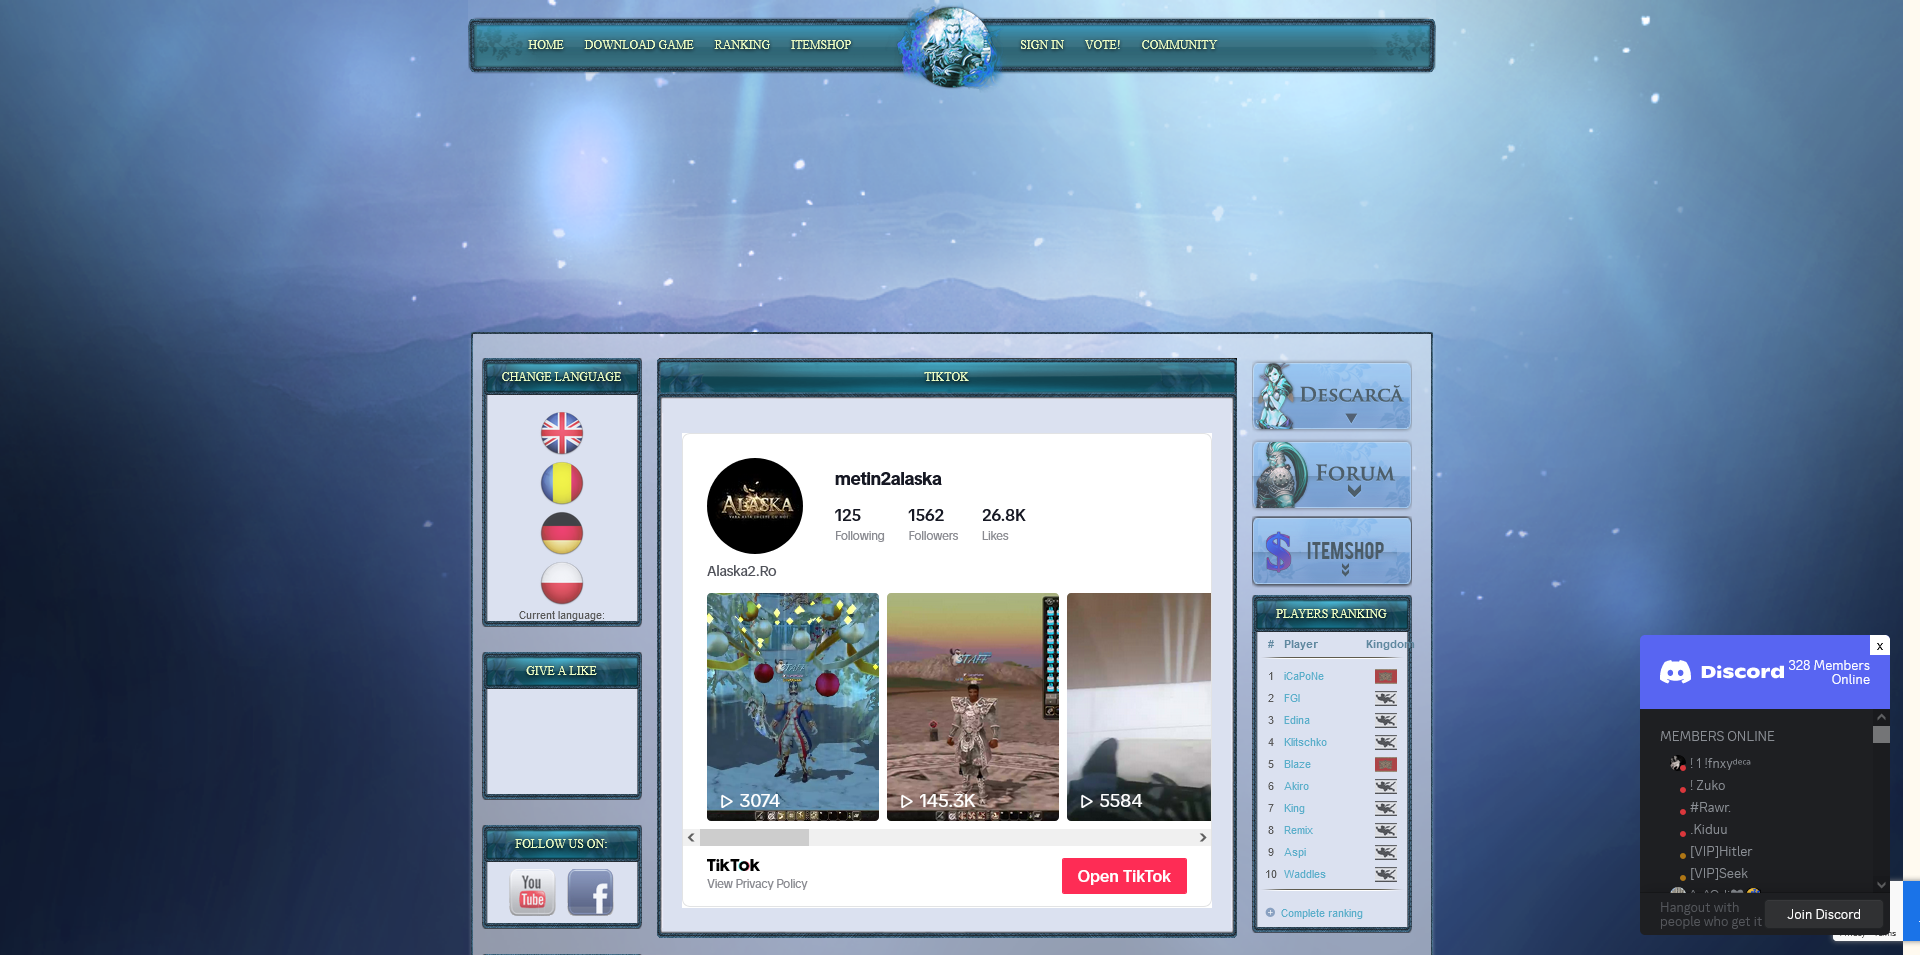 HOME DOWNLOAD GAME RANKING ITEMSHOP SIGN IN VOTE! COMMUNITY
CHANGE LANGUAGE
Current language:
GIVE A LIKE
FOLLOW US ON:
You
Tube
TIKTOK
ALASKA
metin2alaska
125 1562 26.8K
Following Followers Likes
Alaska2.Ro
STAFF
STAFF
3074 145.3K 5584
TikTok
View Privacy Policy
Open TikTok
DESCARCĂ
FORUM
ITEMSHOP
PLAYERS RANKING
# Player Kingdom
1 iCaPoNe
2 FGI
3 Edina
4 Klitschko
5 Blaze
6 Akiro
7 King
8 Remix
9 Aspi
10 Waddles
Complete ranking
x
Discord 328 Members
Online
MEMBERS ONLINE
! 1 !fnxyᵈᵉᶜᵃ
! Zuko
#Rawr.
.Kiduu
[VIP]Hitler
[VIP]Seek
Hangout with
people who get it
Join Discord